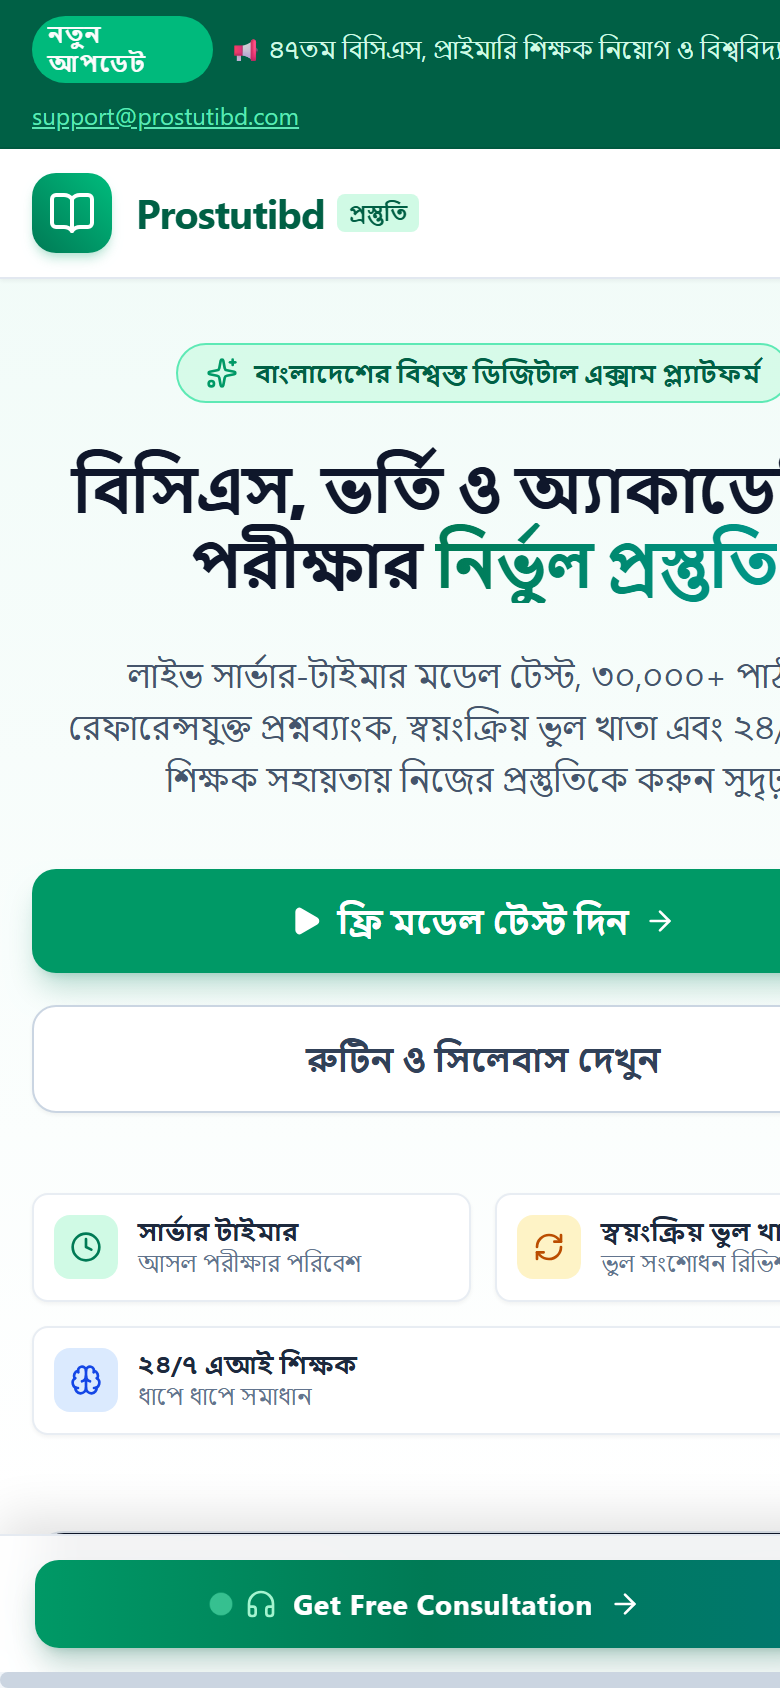 নতুন
আপডেট
৪৭তম বিসিএস, প্রাইমারি শিক্ষক নিয়োগ ও
support@prostutibd.com
Prostutibd প্রস্তুতি
বাংলাদেশের বিশ্বস্ত ডিজিটাল এক্সাম প্ল্যাটফর্ম
বিসিএস, ভর্তি ও
পরীক্ষার নির্ভুল প্রস্তুতি
লাইভ সার্ভার-টাইমার মডেল টেস্ট, ৩০,০০০+
রেফারেন্সযুক্ত প্রশ্নব্যাংক, স্বয়ংক্রিয় ভুল খাতা এবং
শিক্ষক সহায়তায় নিজের প্রস্তুতিকে করুন
ফ্রি মডেল টেস্ট দিন →
রুটিন ও সিলেবাস দেখুন
সার্ভার টাইমার
আসল পরীক্ষার পরিবেশ
স্বয়ংক্রিয় ভুল
ভুল সংশোধন
২৪/৭ এআই শিক্ষক
ধাপে ধাপে সমাধান
Get Free Consultation →